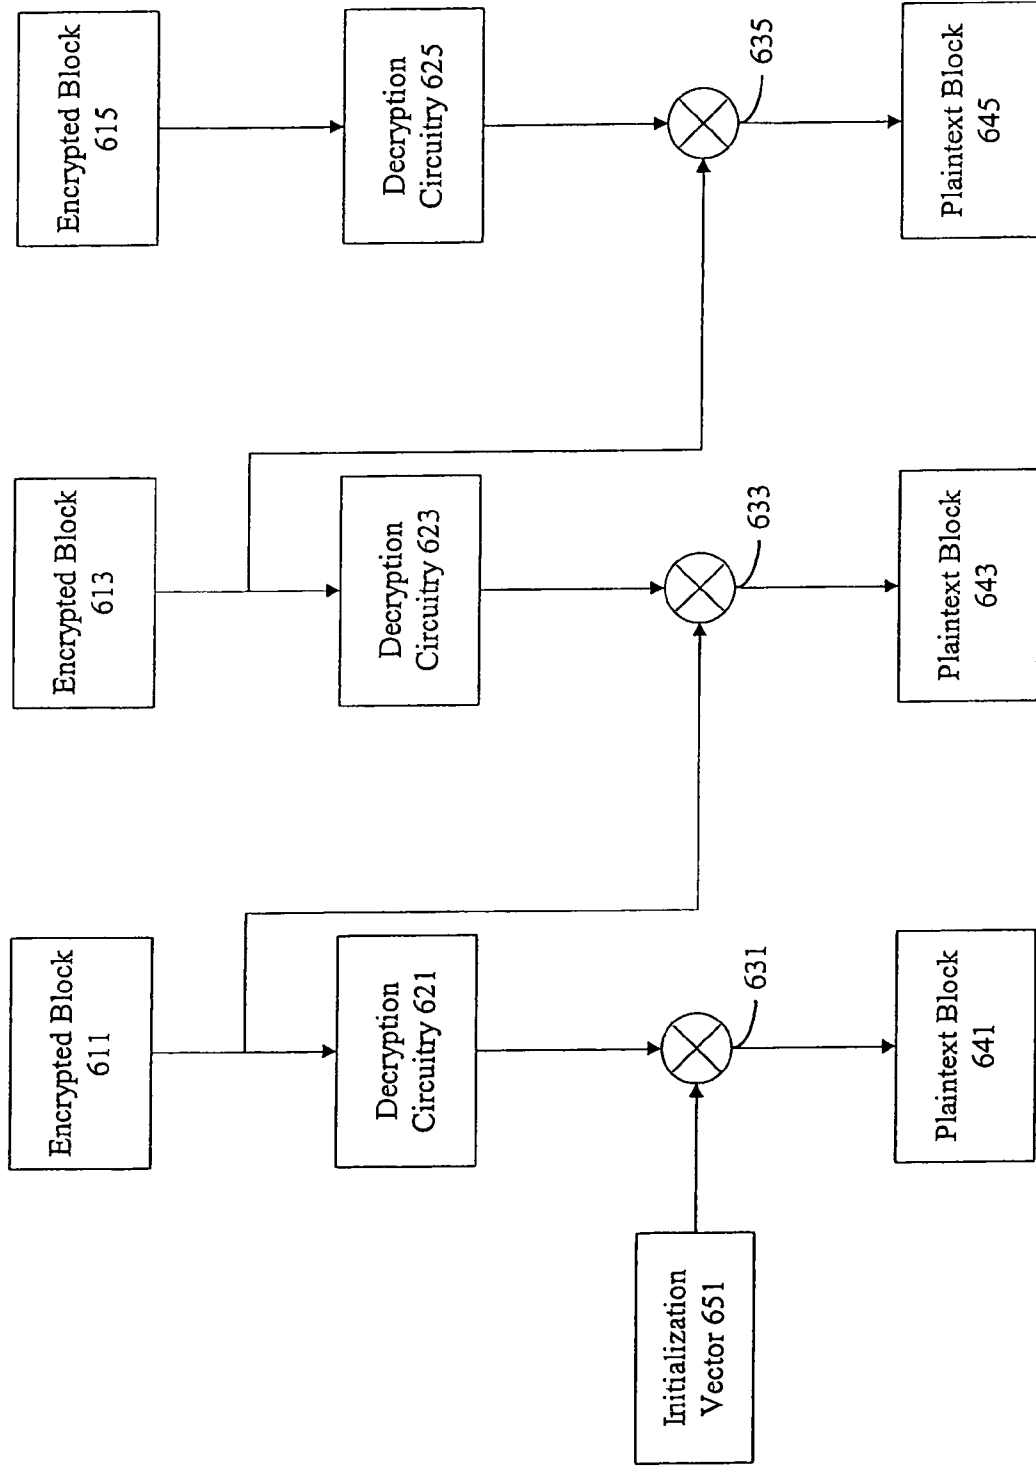 Encrypted Block
611
Encrypted Block
613
Encrypted Block
615
Decryption
Circuitry 621
Decryption
Circuitry 623
Decryption
Circuitry 625
Initialization
Vector 651
631
633
635
Plaintext Block
641
Plaintext Block
643
Plaintext Block
645